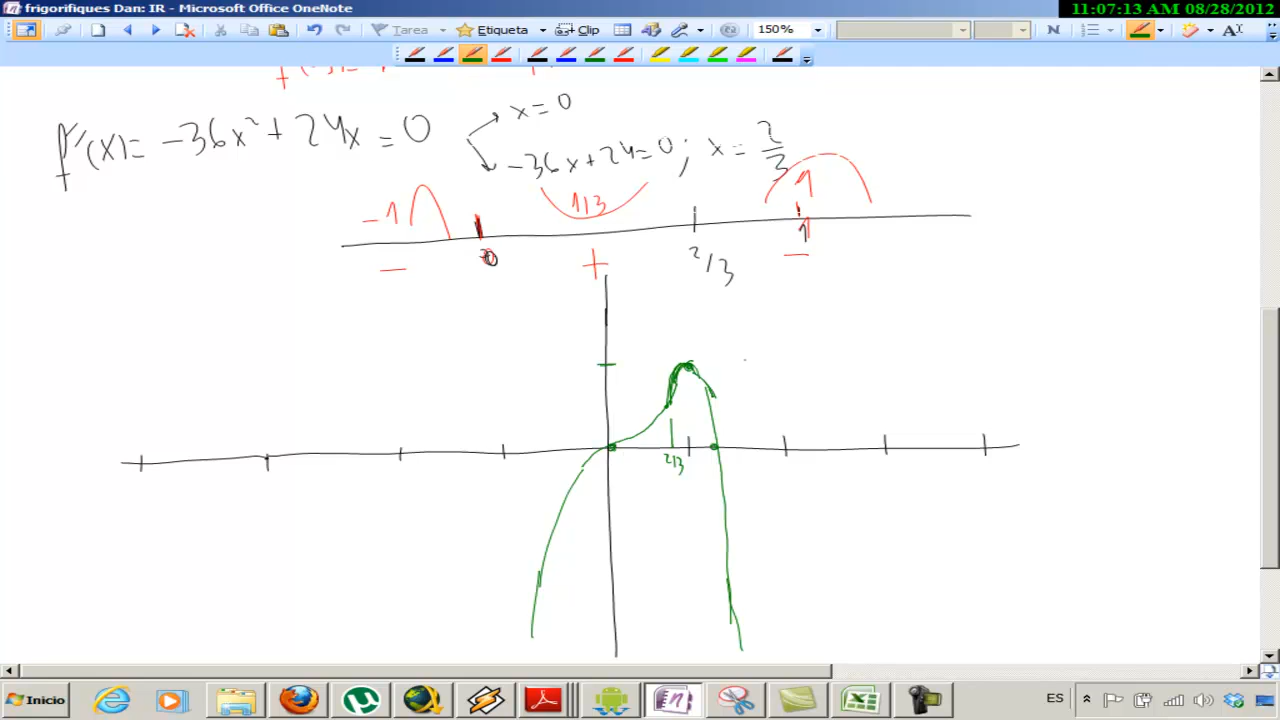 frigorifiques Dan: IR - Microsoft Office OneNote
11:07:13 AM 08/28/2012
Tarea Etiqueta Clip 150% N A
f''(x)= -36x² + 24x = 0
x = 0
-36x + 24 = 0; x = 2/3
-1 1/3 1
0 2/3 1
- + -
2/3
Inicio ES